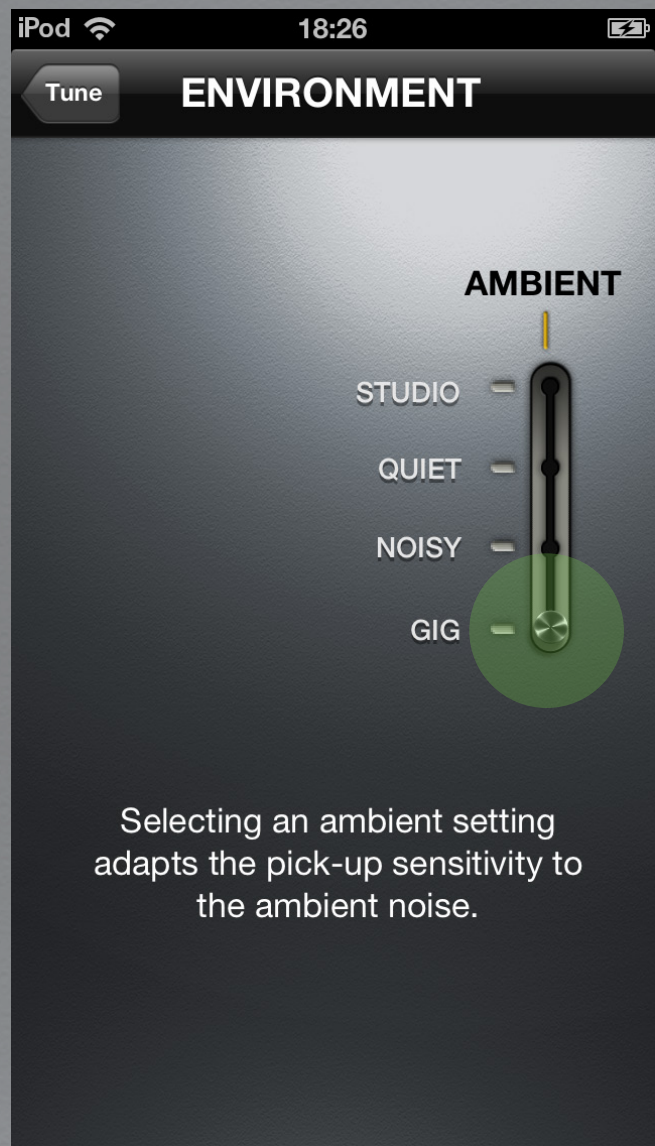 iPod 18:26
Tune ENVIRONMENT
AMBIENT
STUDIO
QUIET
NOISY
GIG
Selecting an ambient setting
adapts the pick-up sensitivity to
the ambient noise.